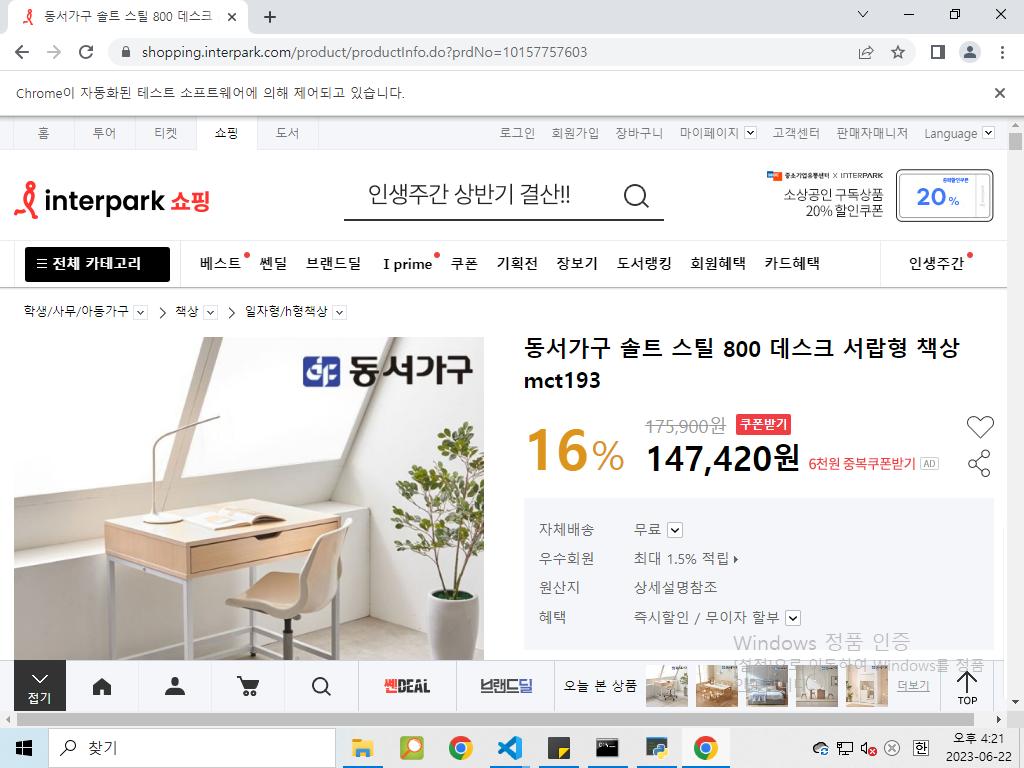 동서가구 솔트 스틸 800 데스크
shopping.interpark.com/product/productInfo.do?prdNo=10157757603
Chrome이 자동화된 테스트 소프트웨어에 의해 제어되고 있습니다.
홈 투어 티켓 쇼핑 도서 로그인 회원가입 장바구니 마이페이지 고객센터 판매자매니저 Language
interpark 쇼핑
인생주간 상반기 결산!!
중소기업유통센터 X INTERPARK
소상공인 구독상품
20% 할인쿠폰
중복할인쿠폰
20%
전체 카테고리 베스트 쎈딜 브랜드딜 I prime 쿠폰 기획전 장보기 도서랭킹 회원혜택 카드혜택 인생주간
학생/사무/아동가구 책상 일자형/h형책상
동서가구
동서가구 솔트 스틸 800 데스크 서랍형 책상
mct193
16%
175,900원 쿠폰받기
147,420원 6천원 중복쿠폰받기 AD
자체배송 무료
우수회원 최대 1.5% 적립
원산지 상세설명참조
혜택 즉시할인 / 무이자 할부
Windows 정품 인증
[설정]으로 이동하여 Windows를 정품
접기
쎈DEAL
브랜드딜
오늘 본 상품
더보기
TOP
찾기
한
오후 4:21
2023-06-22